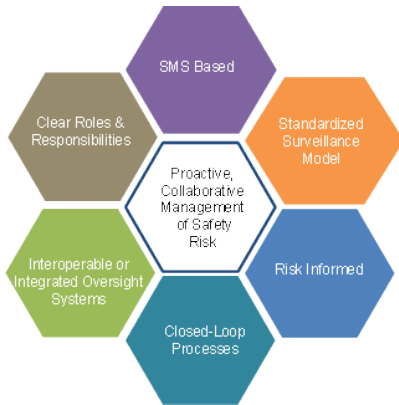 SMS Based
Clear Roles &
Responsibilities
Standardized
Surveillance
Model
Proactive,
Collaborative
Management
of Safety
Risk
Interoperable or
Integrated Oversight
Systems
Risk Informed
Closed-Loop
Processes